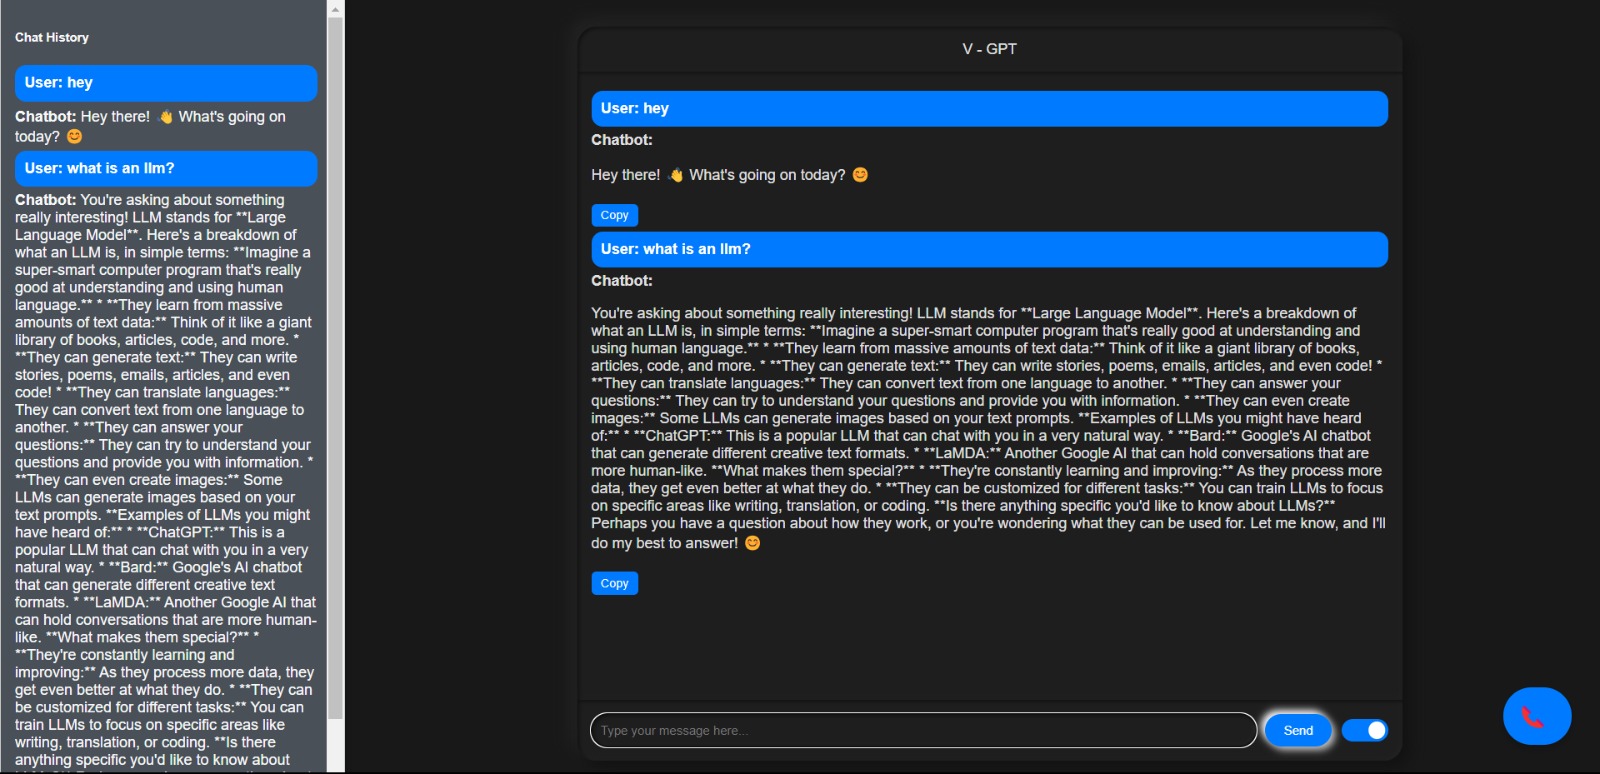 Chat History
User: hey
Chatbot: Hey there! 👋 What's going on
today? 😊
User: what is an llm?
Chatbot: You're asking about something
really interesting! LLM stands for **Large
Language Model**. Here's a breakdown of
what an LLM is, in simple terms: **Imagine a
super-smart computer program that's really
good at understanding and using human
language.** * **They learn from massive
amounts of text data:** Think of it like a giant
library of books, articles, code, and more. *
**They can generate text:** They can write
stories, poems, emails, articles, and even
code! * **They can translate languages:**
They can convert text from one language to
another. * **They can answer your
questions:** They can try to understand your
questions and provide you with information. *
**They can even create images:** Some
LLMs can generate images based on your
text prompts. **Examples of LLMs you might
have heard of:** * **ChatGPT:** This is a
popular LLM that can chat with you in a very
natural way. * **Bard:** Google's AI chatbot
that can generate different creative text
formats. * **LaMDA:** Another Google AI that
can hold conversations that are more human-
like. **What makes them special?** *
**They're constantly learning and
improving:** As they process more data, they
get even better at what they do. * **They can
be customized for different tasks:** You can
train LLMs to focus on specific areas like
writing, translation, or coding. **Is there
anything specific you'd like to know about
V - GPT
User: hey
Chatbot:
Hey there! 👋 What's going on today? 😊
Copy
User: what is an llm?
Chatbot:
You're asking about something really interesting! LLM stands for **Large Language Model**. Here's a breakdown of
what an LLM is, in simple terms: **Imagine a super-smart computer program that's really good at understanding and
using human language.** * **They learn from massive amounts of text data:** Think of it like a giant library of books,
articles, code, and more. * **They can generate text:** They can write stories, poems, emails, articles, and even code! *
**They can translate languages:** They can convert text from one language to another. * **They can answer your
questions:** They can try to understand your questions and provide you with information. * **They can even create
images:** Some LLMs can generate images based on your text prompts. **Examples of LLMs you might have heard
of:** * **ChatGPT:** This is a popular LLM that can chat with you in a very natural way. * **Bard:** Google's AI chatbot
that can generate different creative text formats. * **LaMDA:** Another Google AI that can hold conversations that are
more human-like. **What makes them special?** * **They're constantly learning and improving:** As they process more
data, they get even better at what they do. * **They can be customized for different tasks:** You can train LLMs to focus
on specific areas like writing, translation, or coding. **Is there anything specific you'd like to know about LLMs?**
Perhaps you have a question about how they work, or you're wondering what they can be used for. Let me know, and I'll
do my best to answer! 😊
Copy
Type your message here...
Send